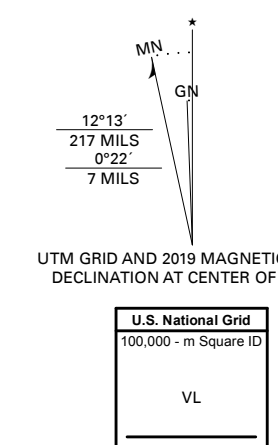 ★
MN
GN
12°13´
217 MILS
0°22´
7 MILS
UTM GRID AND 2019 MAGNETI
DECLINATION AT CENTER OF
U.S. National Grid
100,000 - m Square ID
VL